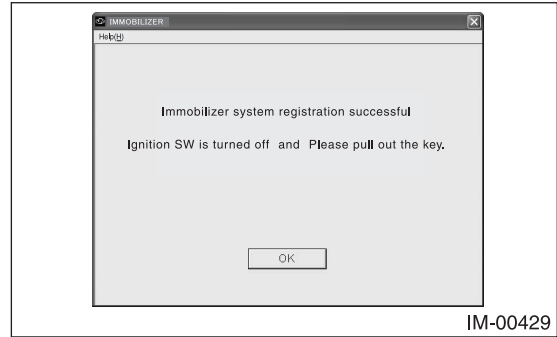 IMMOBILIZER
Help(H)
Immobilizer system registration successful
Ignition SW is turned off and Please pull out the key.
OK
IM-00429